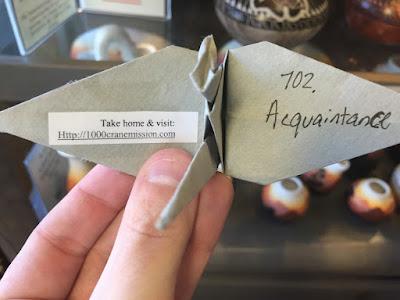 Take home & visit:
Http://1000cranemission.com
702.
Acquaintance